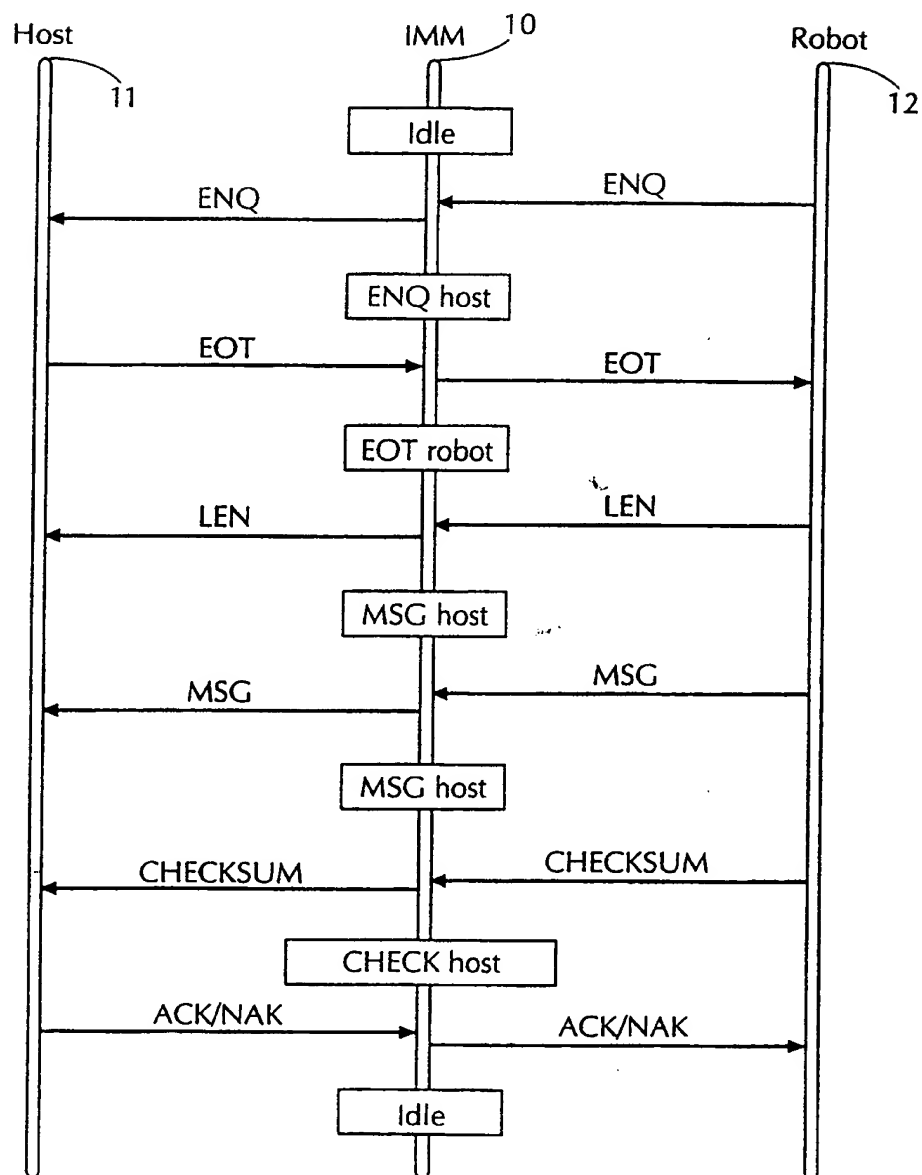 Host
IMM
10
Robot
11
12
Idle
ENQ
ENQ
ENQ host
EOT
EOT
EOT robot
LEN
LEN
MSG host
MSG
MSG
MSG host
CHECKSUM
CHECKSUM
CHECK host
ACK/NAK
ACK/NAK
Idle